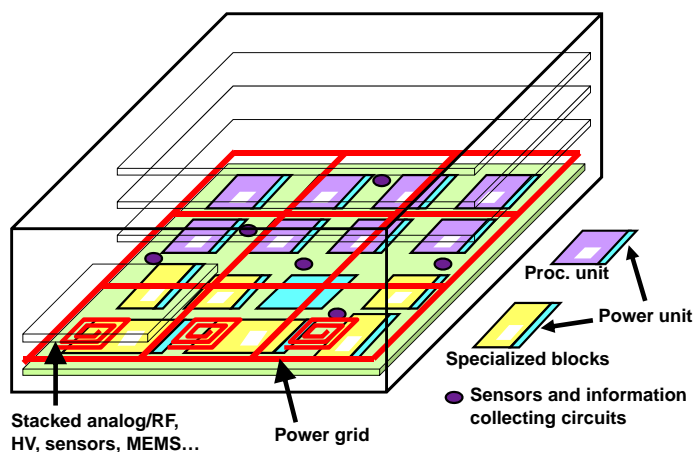 Proc. unit
Power unit
Specialized blocks
Sensors and information
collecting circuits
Stacked analog/RF,
HV, sensors, MEMS…
Power grid